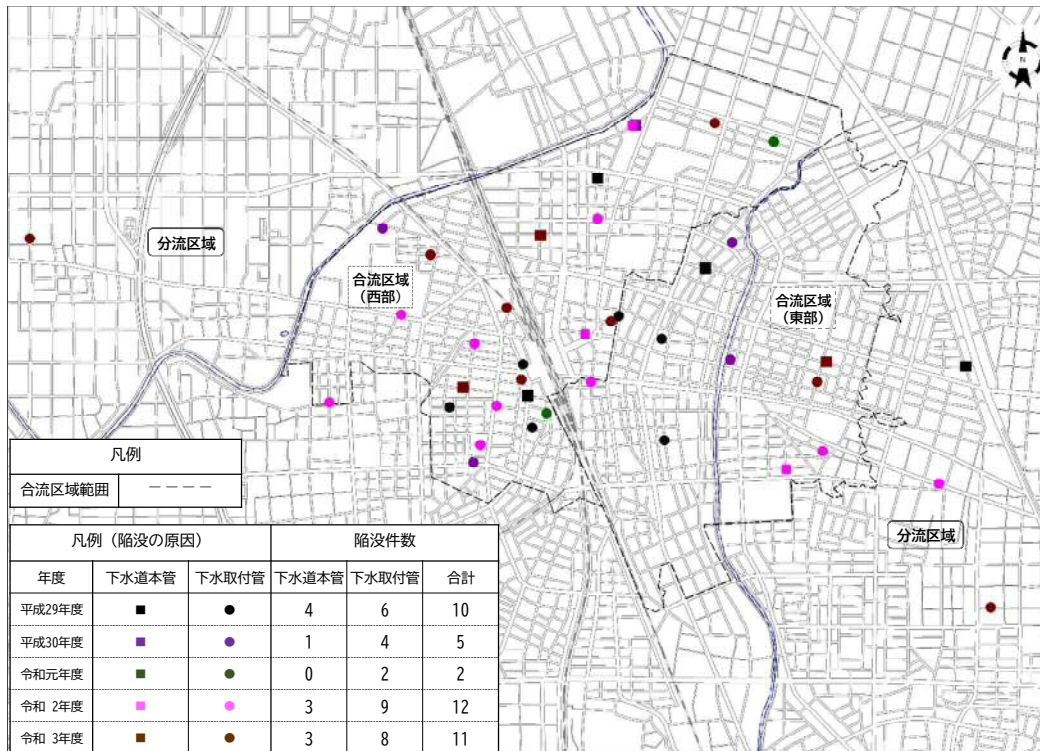 N
分流区域
合流区域
（西部）
合流区域
（東部）
分流区域
凡例
合流区域範囲
凡例（陥没の原因） 陥没件数
年度 下水道本管 下水取付管 下水道本管 下水取付管 合計
平成29年度 ■ ● 4 6 10
平成30年度 ■ ● 1 4 5
令和元年度 ■ ● 0 2 2
令和 2年度 ■ ● 3 9 12
令和 3年度 ■ ● 3 8 11